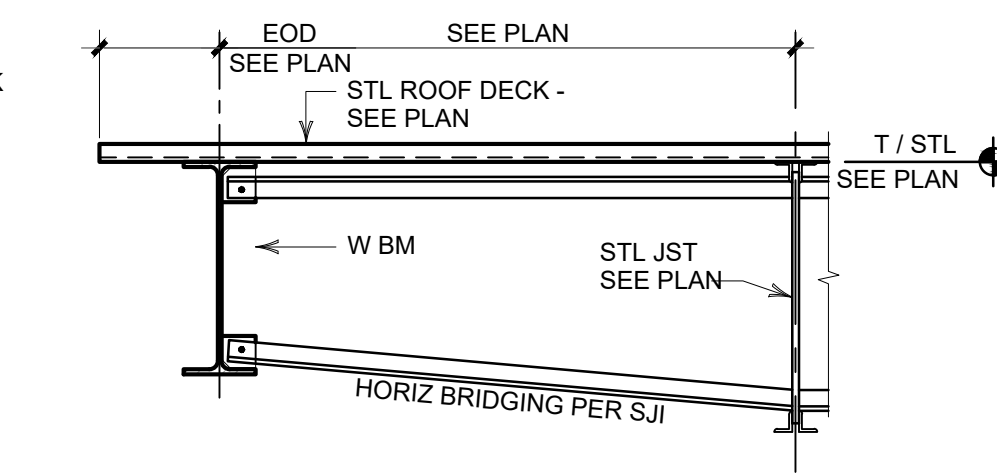 EOD
SEE PLAN
SEE PLAN
STL ROOF DECK -
SEE PLAN
T / STL
SEE PLAN
W BM
STL JST
SEE PLAN
HORIZ BRIDGING PER SJI